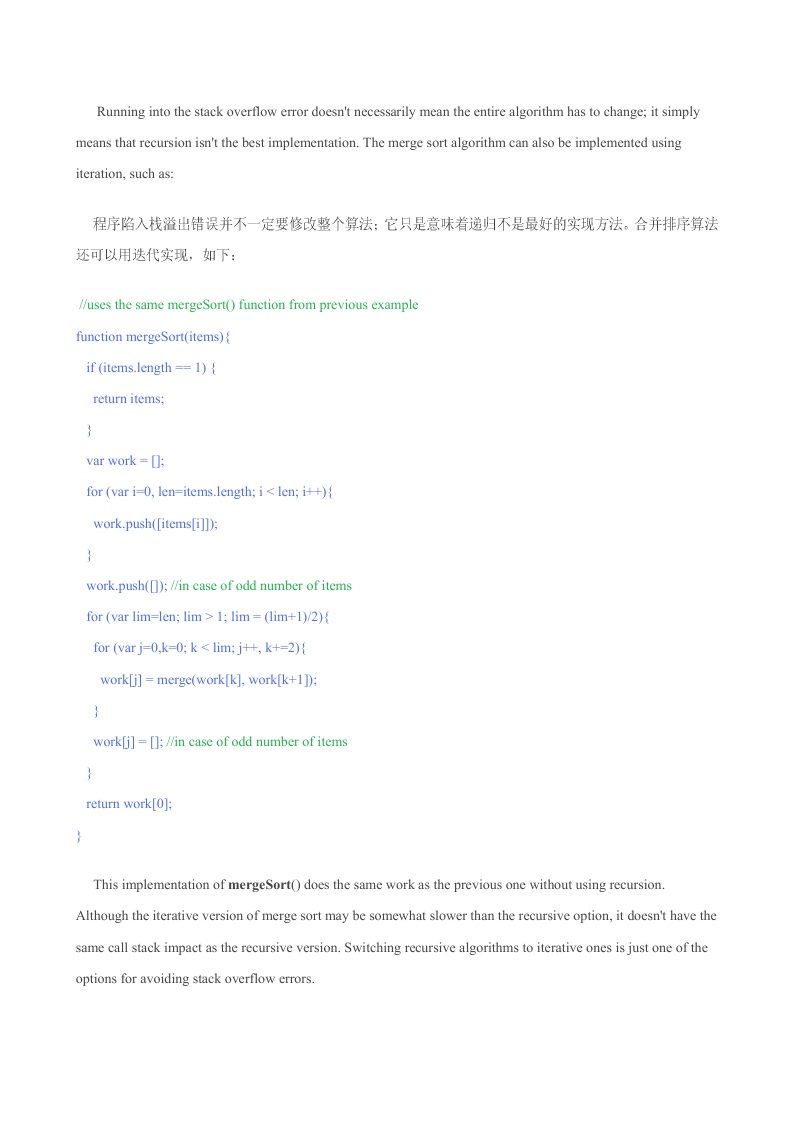 Running into the stack overflow error doesn't necessarily mean the entire algorithm has to change; it simply
means that recursion isn't the best implementation. The merge sort algorithm can also be implemented using
iteration, such as:
程序陷入栈溢出错误并不一定要修改整个算法；它只是意味着递归不是最好的实现方法。合并排序算法
还可以用迭代实现，如下：
//uses the same mergeSort() function from previous example
function mergeSort(items){
if (items.length == 1) {
return items;
}
var work = [];
for (var i=0, len=items.length; i < len; i++){
work.push([items[i]]);
}
work.push([]); //in case of odd number of items
for (var lim=len; lim > 1; lim = (lim+1)/2){
for (var j=0,k=0; k < lim; j++, k+=2){
work[j] = merge(work[k], work[k+1]);
}
work[j] = []; //in case of odd number of items
}
return work[0];
}
This implementation of mergeSort() does the same work as the previous one without using recursion.
Although the iterative version of merge sort may be somewhat slower than the recursive option, it doesn't have the
same call stack impact as the recursive version. Switching recursive algorithms to iterative ones is just one of the
options for avoiding stack overflow errors.